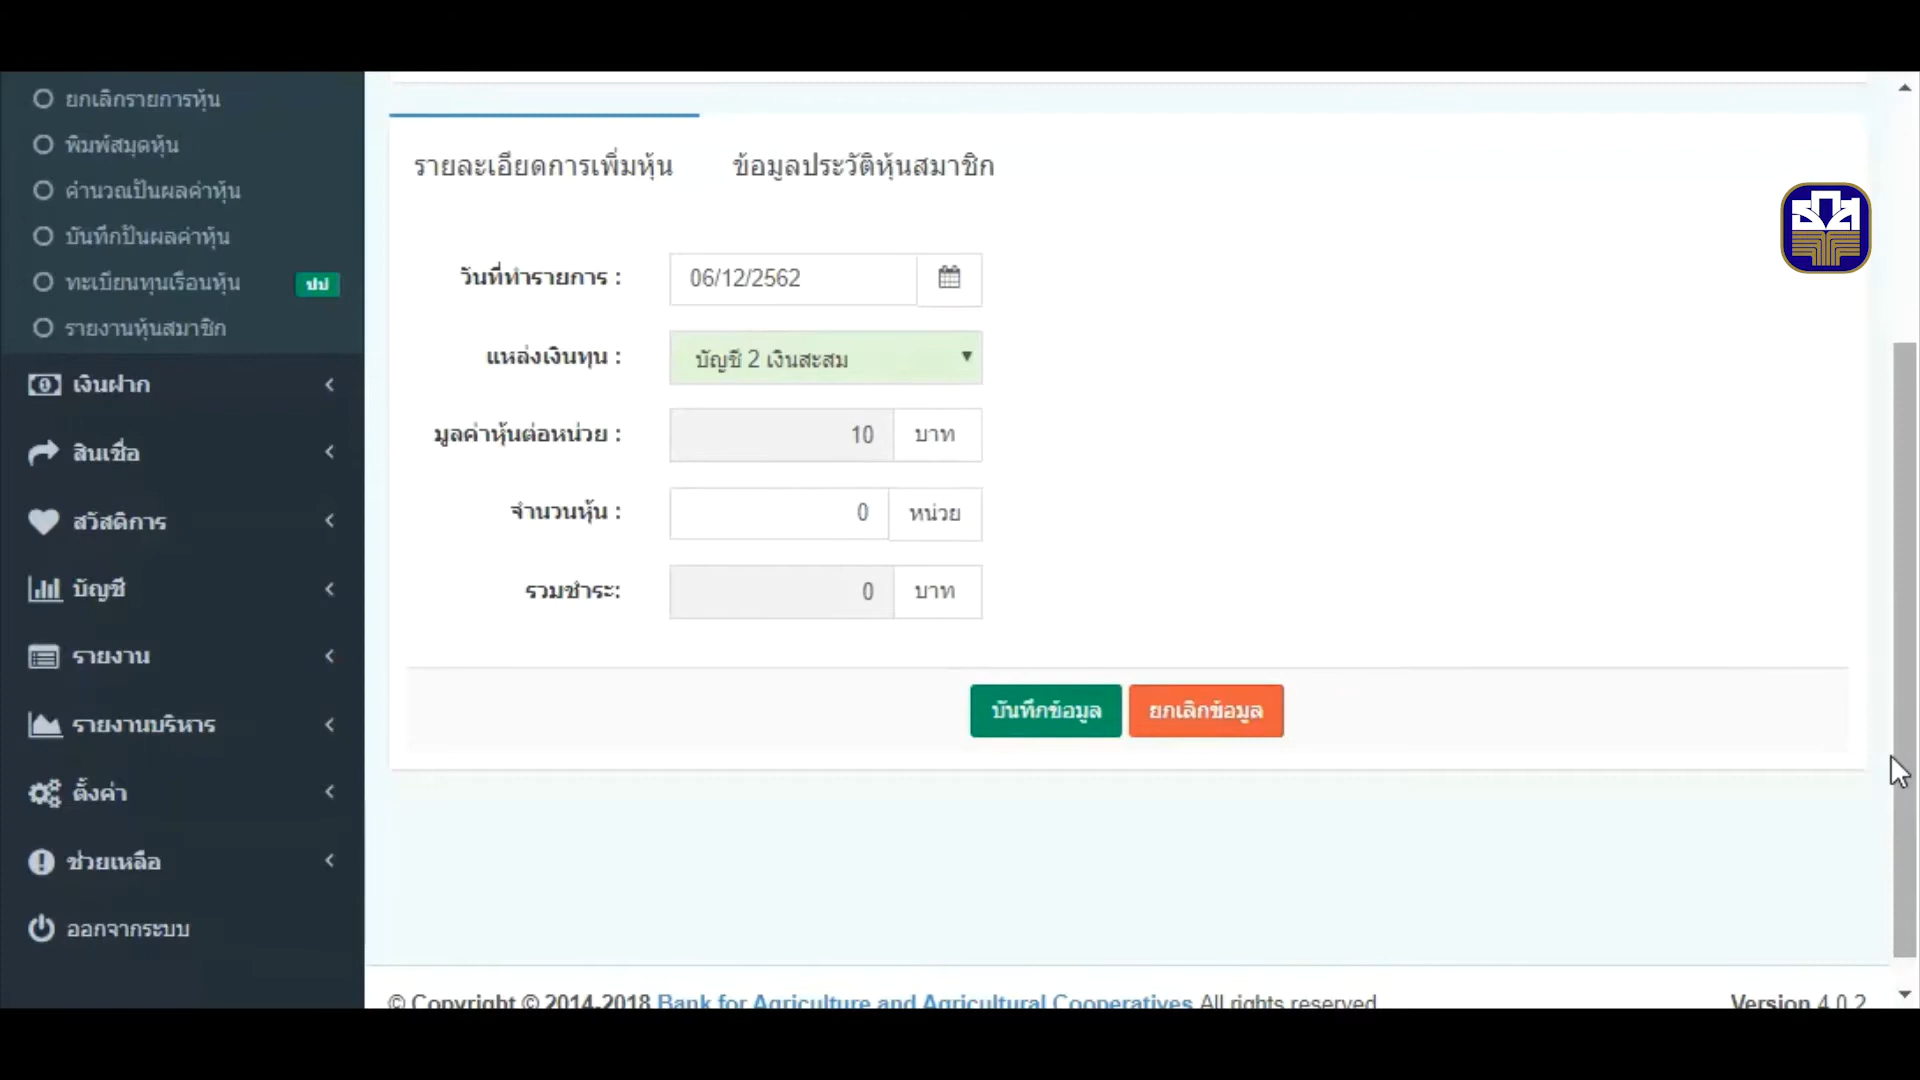 ยกเลิกรายการหุ้น
พิมพ์สมุดหุ้น
คำนวณปันผลค่าหุ้น
บันทึกปันผลค่าหุ้น
ทะเบียนทุนเรือนหุ้น ปป
รายงานหุ้นสมาชิก
เงินฝาก
สินเชื่อ
สวัสดิการ
บัญชี
รายงาน
รายงานบริหาร
ตั้งค่า
ช่วยเหลือ
ออกจากระบบ
รายละเอียดการเพิ่มหุ้น ข้อมูลประวัติหุ้นสมาชิก
วันที่ทำรายการ : 06/12/2562
แหล่งเงินทุน : บัญชี 2 เงินสะสม
มูลค่าหุ้นต่อหน่วย : 10 บาท
จำนวนหุ้น : 0 หน่วย
รวมชำระ: 0 บาท
บันทึกข้อมูล ยกเลิกข้อมูล
ธกส
© Copyright © 2014-2018 Bank for Agriculture and Agricultural Cooperatives All rights reserved. Version 4.0.2